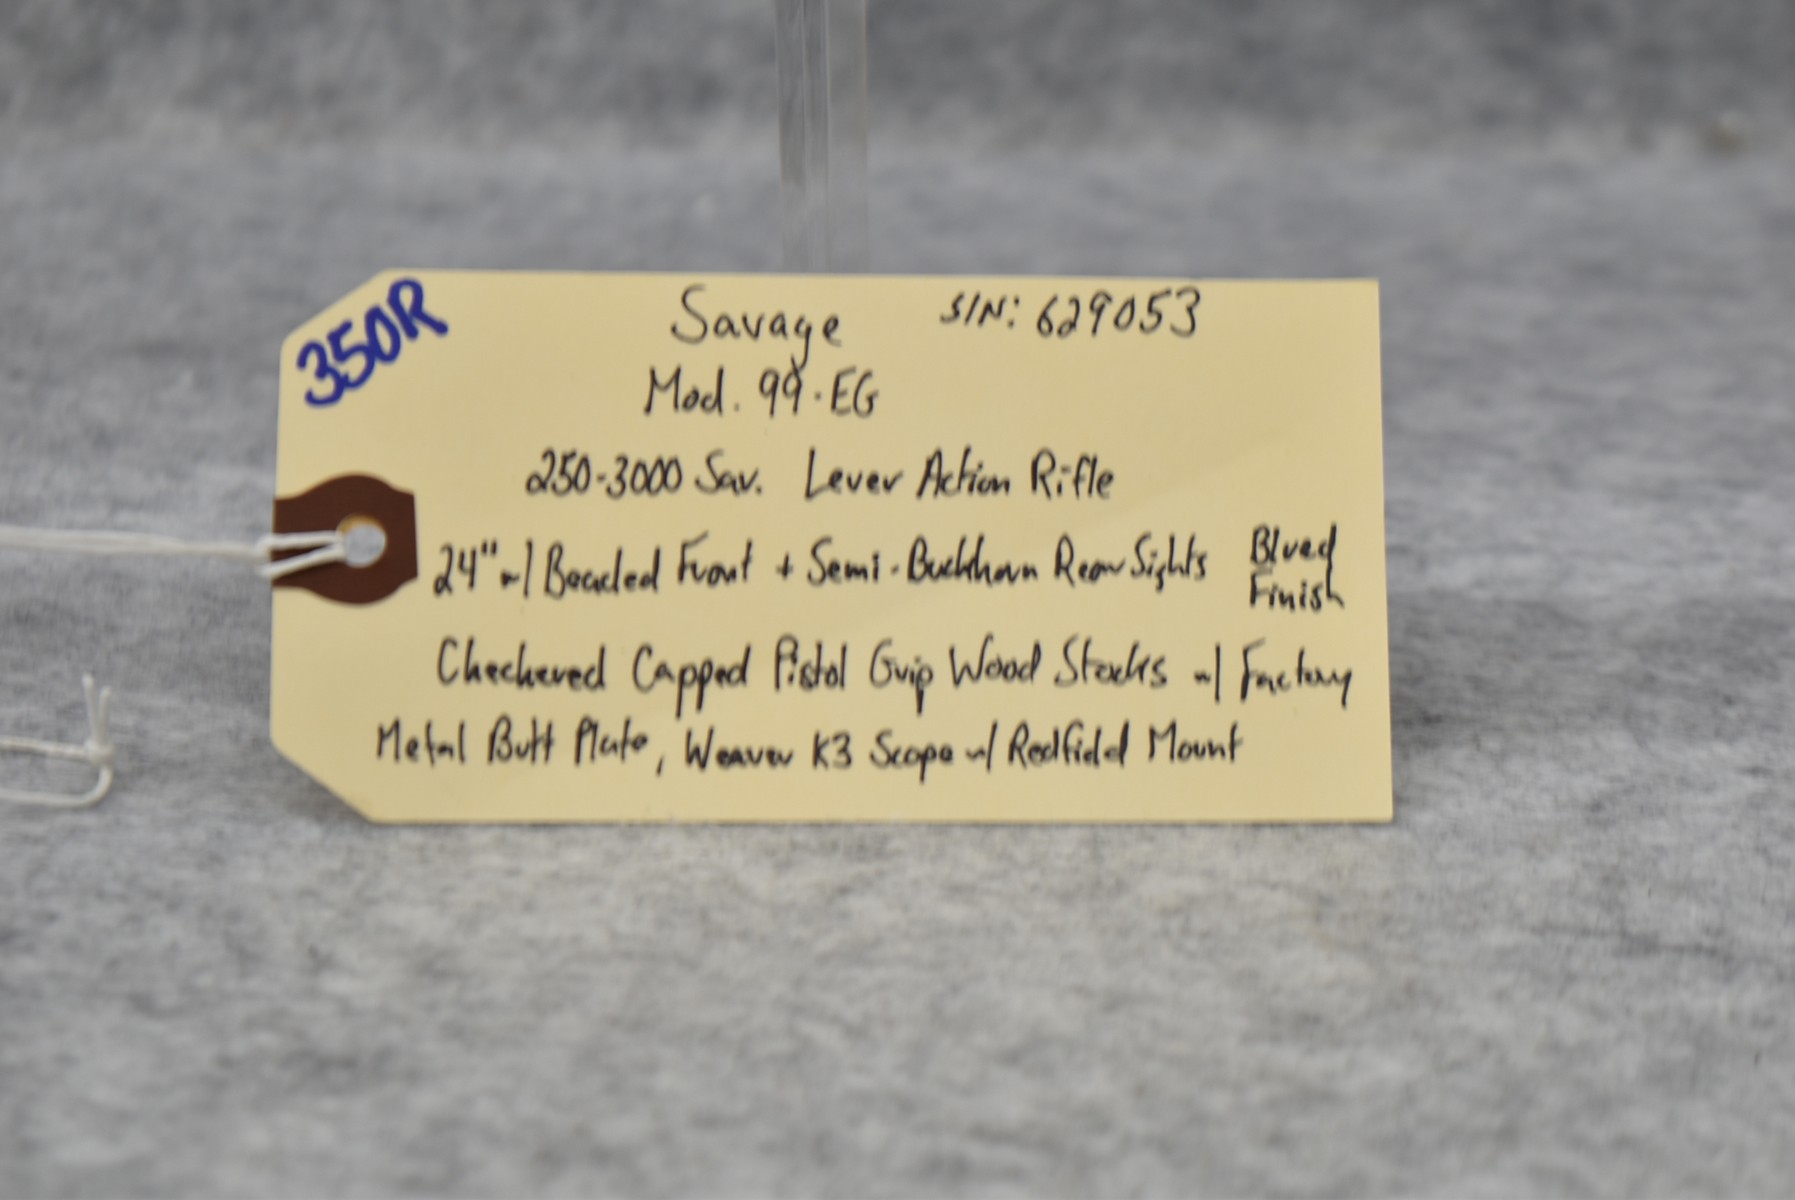 350R
Savage S/N: 629053
Mod. 99-EG
250-3000 Sav. Lever Action Rifle
24" w/ Beaded Front + Semi-Buckhorn Rear Sights Blued Finish
Checkered Capped Pistol Grip Wood Stocks w/ Factory
Metal Butt Plate, Weaver K3 Scope w/ Redfield Mount